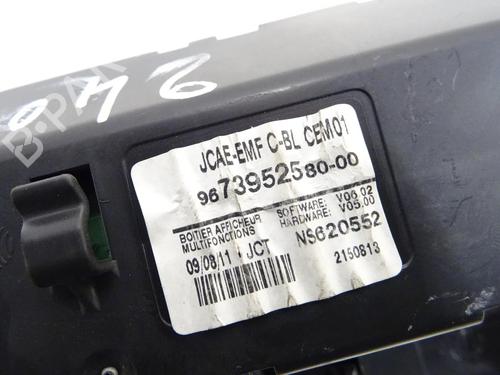 JCAE-EMF C-BL CEM01
9673952580-00
BOITIER AFFICHEUR
MULTIFONCTIONS
SOFTWARE: V06.02
HARDWARE: V05.00
09/08/11 JCT
NS620552
2150813
B-PARTS